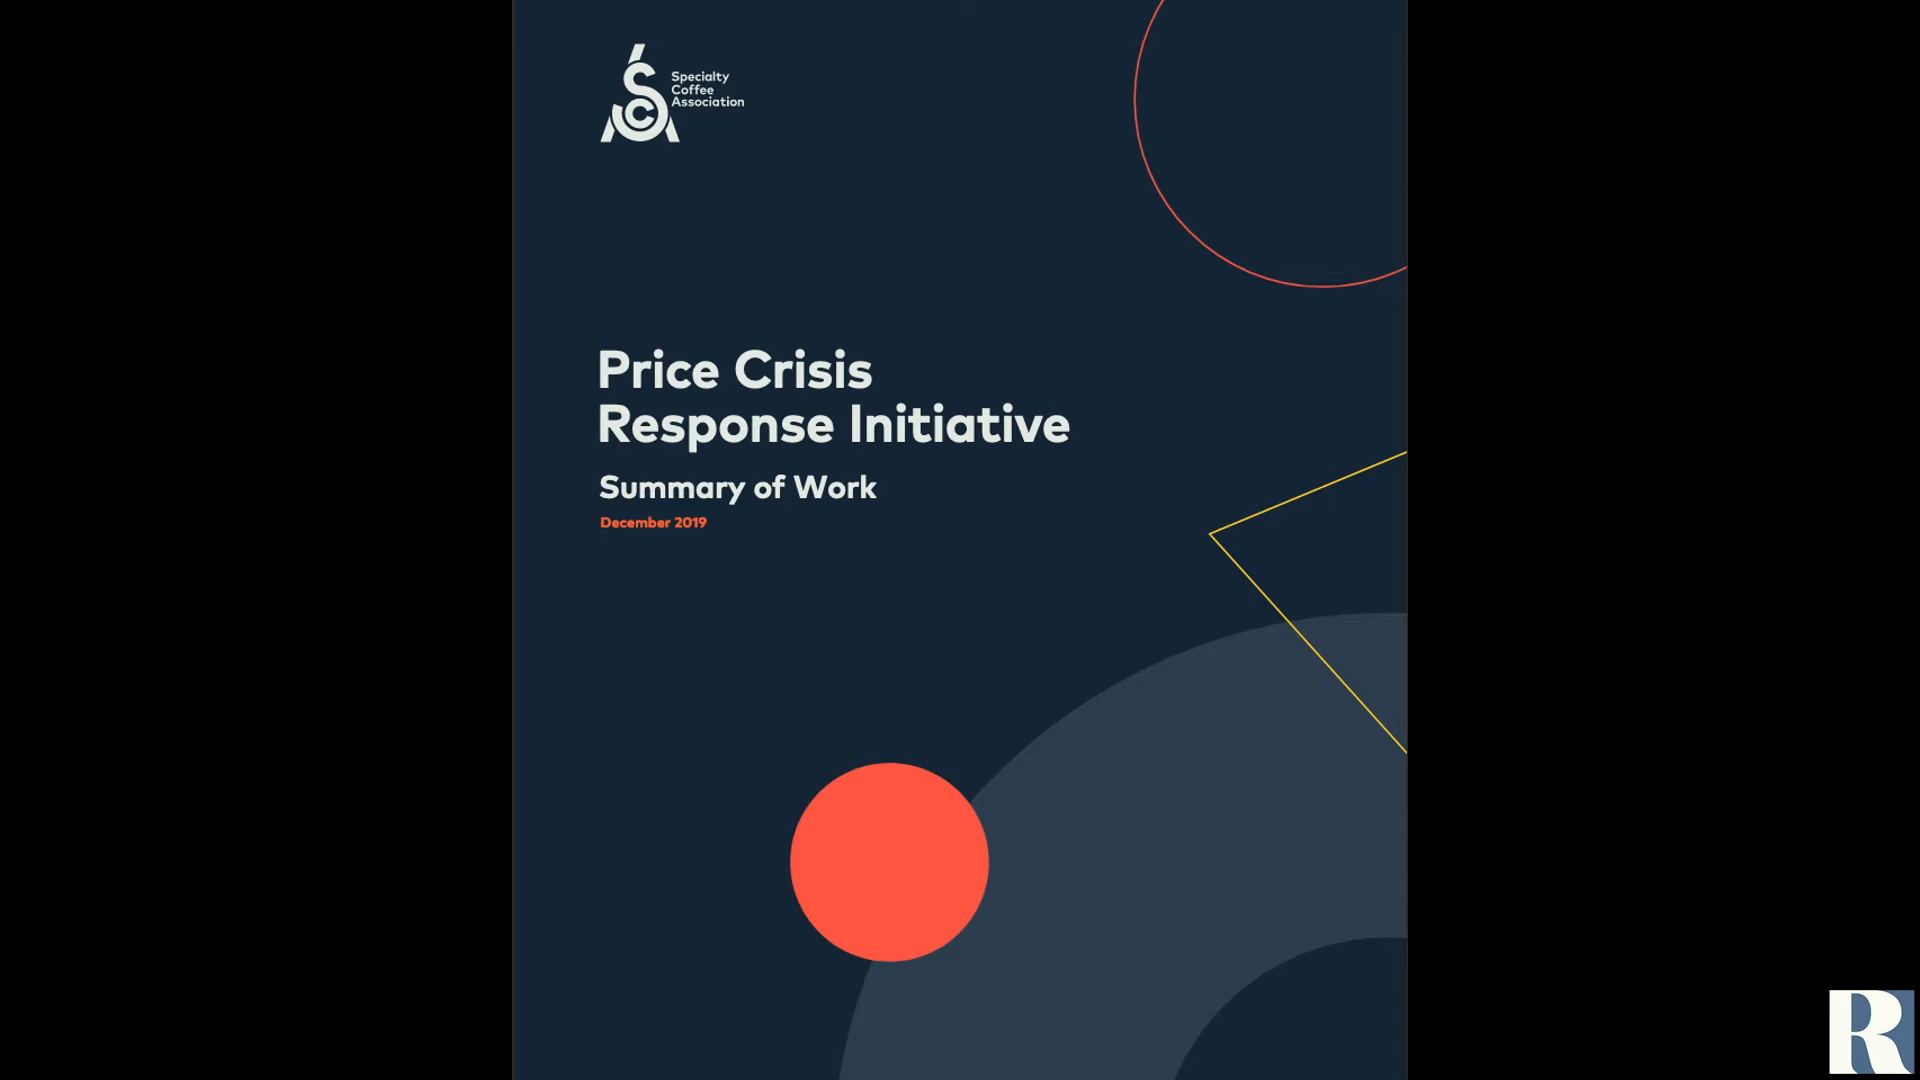 Specialty
Coffee
Association
Price Crisis
Response Initiative
Summary of Work
December 2019
R